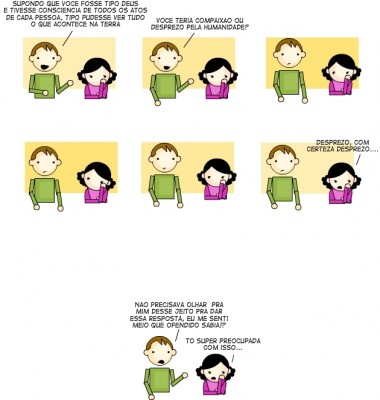 SUPONDO QUE VOCE FOSSE TIPO DEUS
E TIVESSE CONSCIENCIA DE TODOS OS ATOS
DE CADA PESSOA, TIPO PUDESSE VER TUDO
O QUE ACONTECE NA TERRA
VOCE TERIA COMPAIXAO OU
DESPREZO PELA HUMANIDADE?
DESPREZO, COM
CERTEZA DESPREZO....
NAO PRECISAVA OLHAR PRA
MIM DESSE JEITO PRA DAR
ESSA RESPOSTA, EU ME SENTI
MEIO QUE OFENDIDO SABIA!?
TO SUPER PREOCUPADA
COM ISSO...